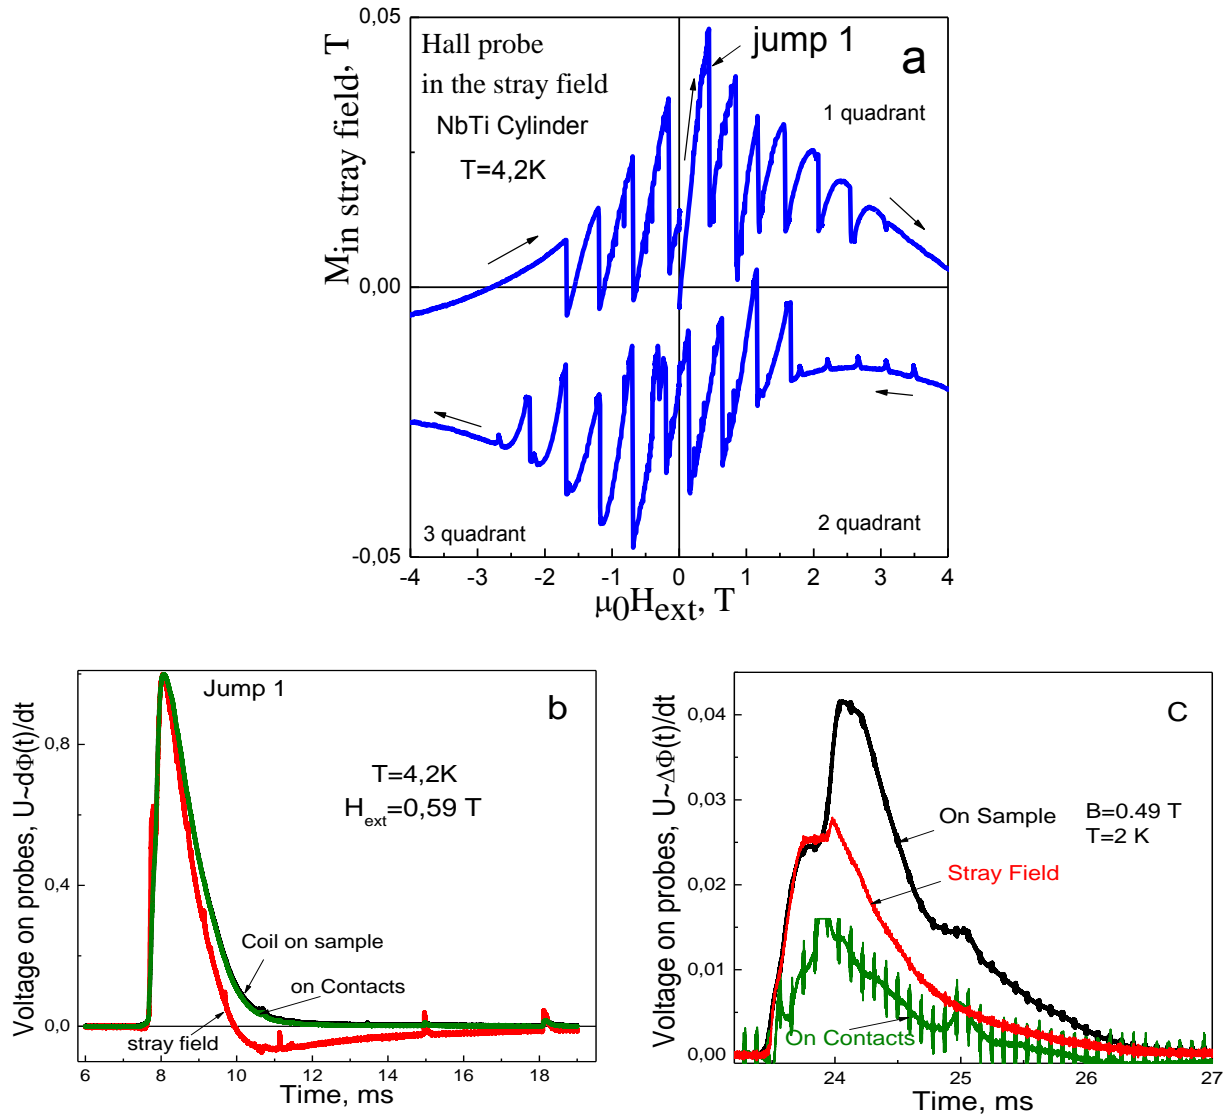 0,05
Hall probe
in the stray field
NbTi Cylinder
T=4,2K
jump 1
a
1 quadrant
M in stray field, T
0,00
3 quadrant
2 quadrant
-0,05
-4 -3 -2 -1 0 1 2 3 4
μ0Hext, T
Voltage on probes, U~dΦ(t)/dt
Jump 1
b
0,8
T=4,2K
Hext=0,59 T
0,4
Coil on sample
on Contacts
0,0
stray field
6 8 10 12 14 16 18
Time, ms
Voltage on probes, U~ΔΦ(t)/dt
0,04
c
0,03
On Sample
B=0.49 T
T=2 K
Stray Field
0,02
0,01
On Contacts
0,00
24 25 26 27
Time, ms